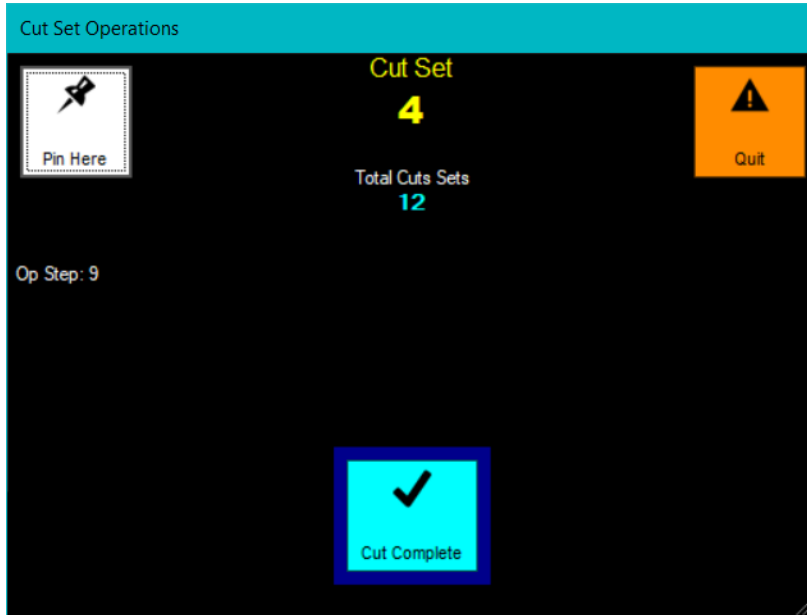 Cut Set Operations
Cut Set
4
Pin Here
Quit
Total Cuts Sets
12
Op Step: 9
Cut Complete